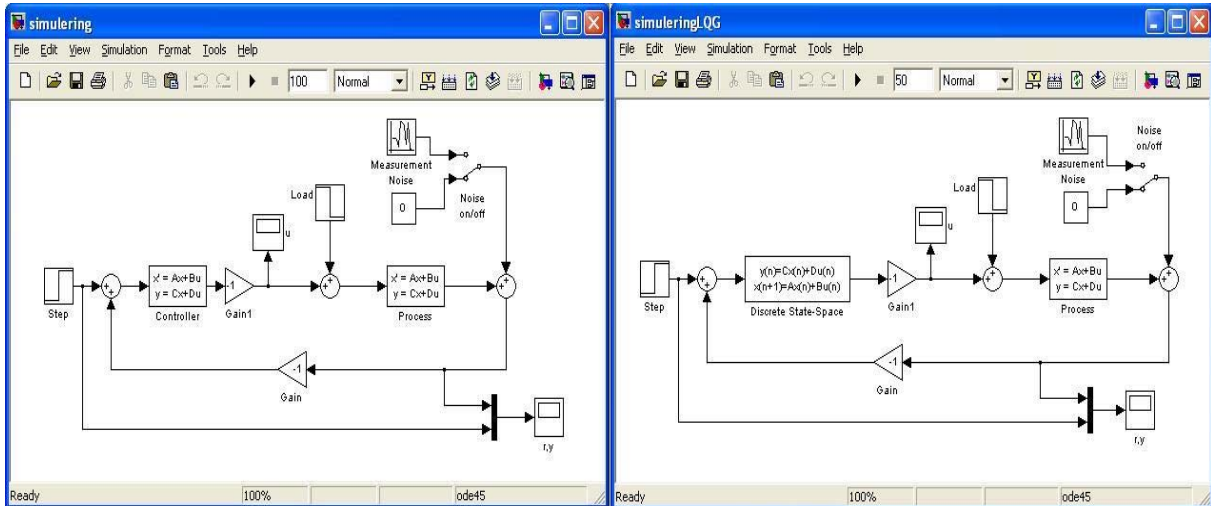 simulering
File Edit View Simulation Format Tools Help
100 Normal
Measurement
Noise
0
Noise
on/off
Load
u
Step
x' = Ax+Bu
y = Cx+Du
Controller
-1
Gain1
x' = Ax+Bu
y = Cx+Du
Process
-1
Gain
r,y
Ready 100% ode45
simuleringLQG
File Edit View Simulation Format Tools Help
50 Normal
Noise
on/off
Measurement
Noise
0
Load
u
Step
y(n)=Cx(n)+Du(n)
x(n+1)=Ax(n)+Bu(n)
Discrete State-Space
-1
Gain1
x' = Ax+Bu
y = Cx+Du
Process
-1
Gain
r,y
Ready 100% ode45